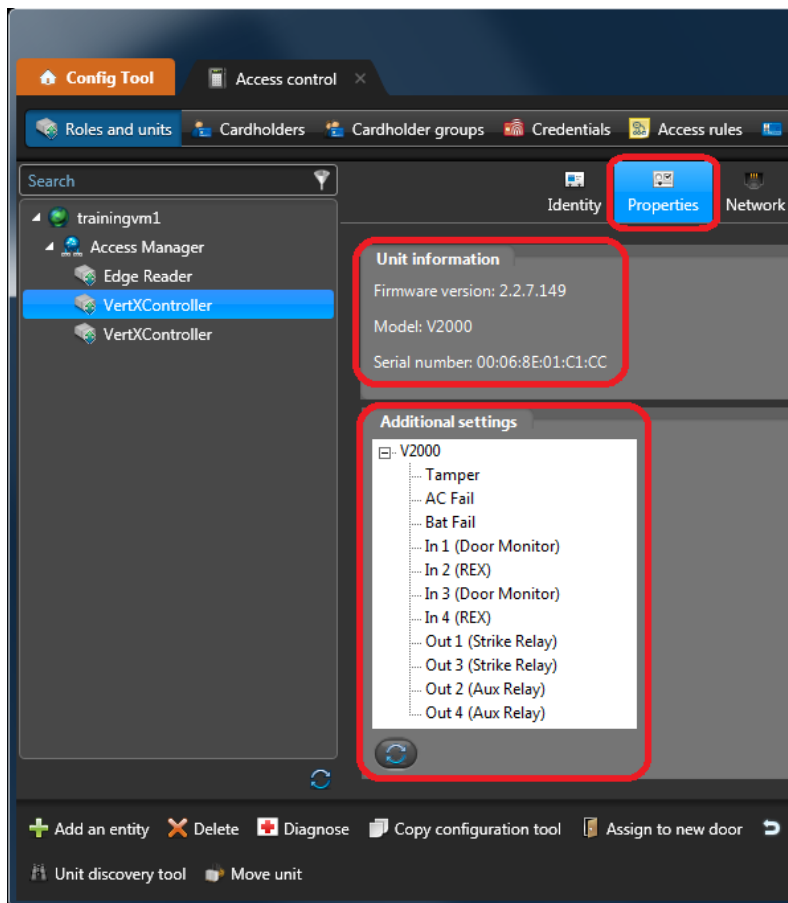 Config Tool
Access control
Roles and units
Cardholders
Cardholder groups
Credentials
Access rules
Search
trainingvm1
Access Manager
Edge Reader
VertXController
VertXController
Identity
Properties
Network
Unit information
Firmware version: 2.2.7.149
Model: V2000
Serial number: 00:06:8E:01:C1:CC
Additional settings
V2000
Tamper
AC Fail
Bat Fail
In 1 (Door Monitor)
In 2 (REX)
In 3 (Door Monitor)
In 4 (REX)
Out 1 (Strike Relay)
Out 3 (Strike Relay)
Out 2 (Aux Relay)
Out 4 (Aux Relay)
Add an entity
Delete
Diagnose
Copy configuration tool
Assign to new door
Unit discovery tool
Move unit